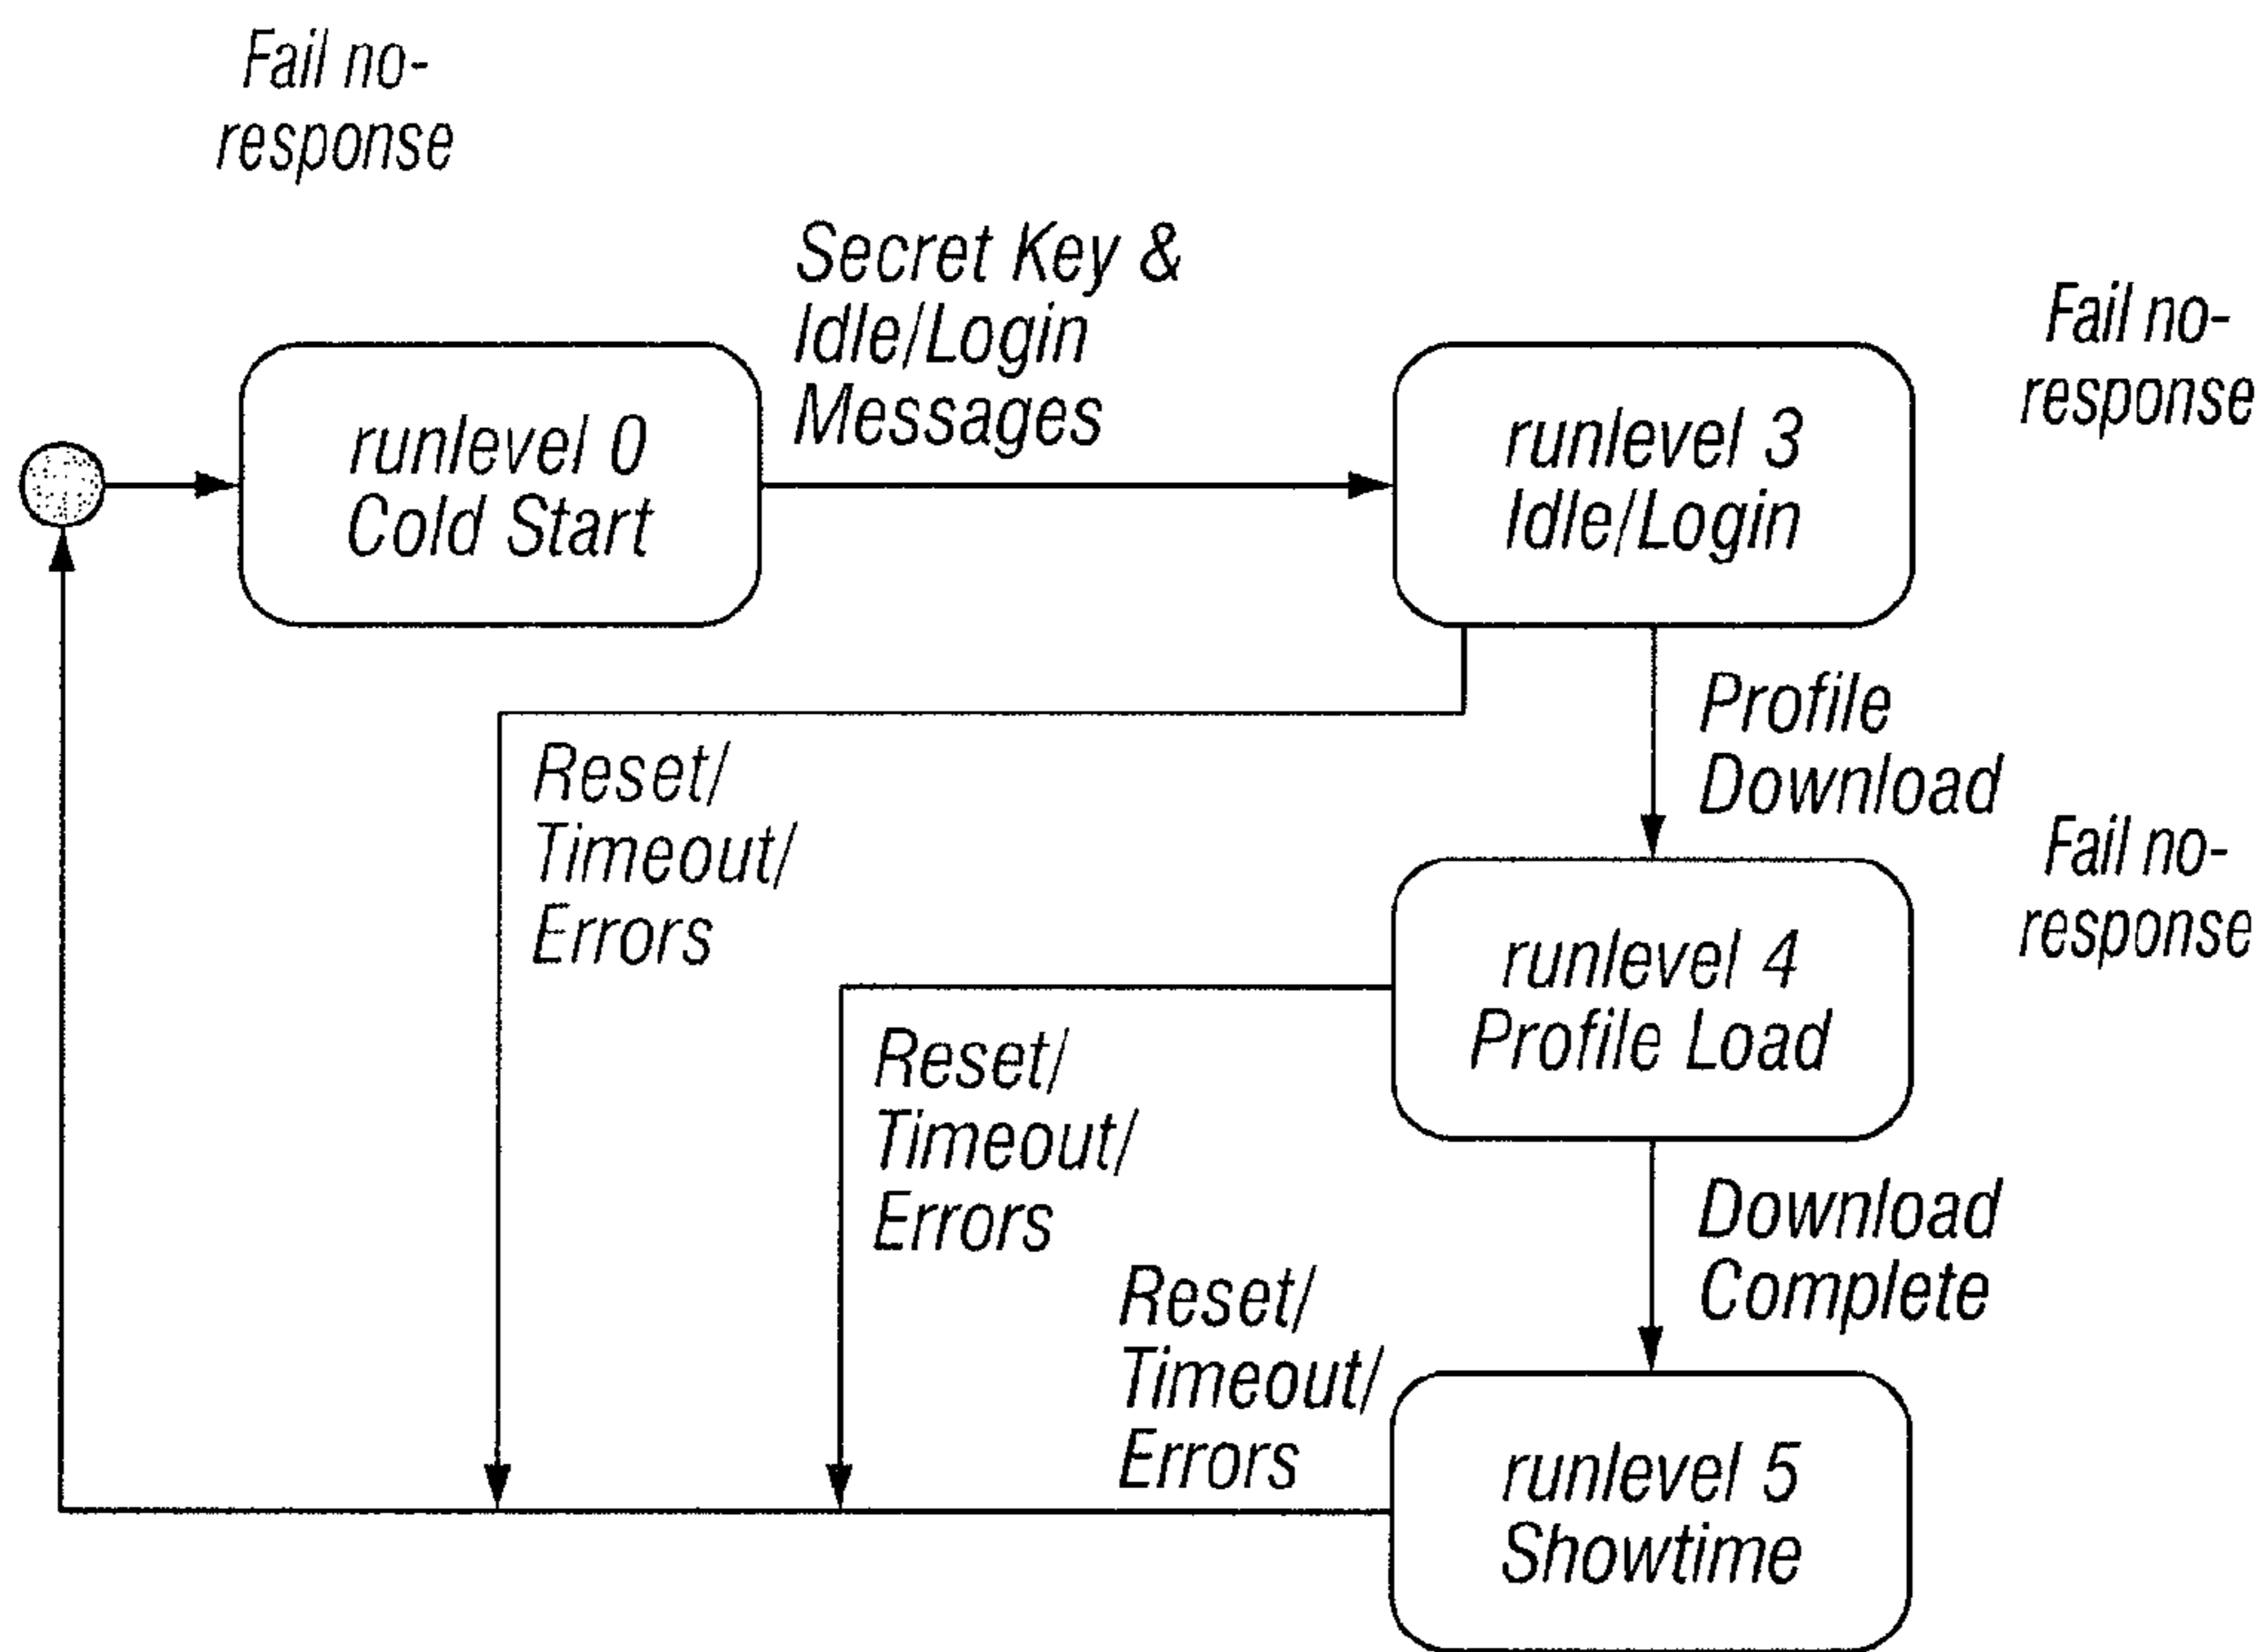 Fail no-
response
Secret Key &
Idle/Login
Messages
Fail no-
response
runlevel 0
Cold Start
runlevel 3
Idle/Login
Profile
Download
Reset/
Timeout/
Errors
Fail no-
response
runlevel 4
Profile Load
Reset/
Timeout/
Errors
Download
Complete
Reset/
Timeout/
Errors
runlevel 5
Showtime